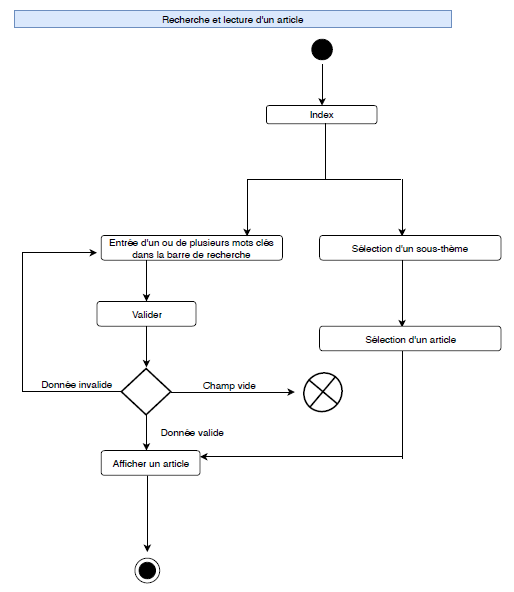 Recherche et lecture d'un article
Index
Entrée d'un ou de plusieurs mots clés
dans la barre de recherche
Sélection d'un sous-thème
Valider
Sélection d'un article
Donnée invalide
Champ vide
Donnée valide
Afficher un article